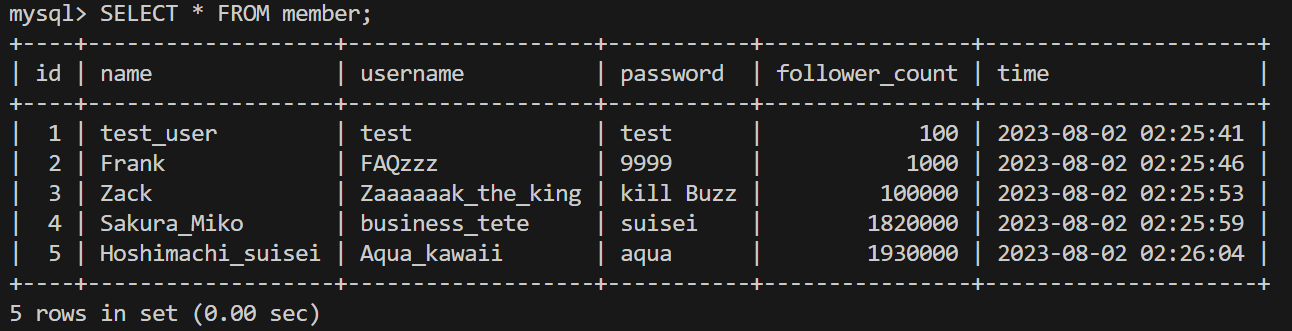 mysql> SELECT * FROM member;
+----+-------------------+-------------------+-----------+----------------+---------------------+
| id | name              | username          | password  | follower_count | time                |
+----+-------------------+-------------------+-----------+----------------+---------------------+
|  1 | test_user         | test              | test      |            100 | 2023-08-02 02:25:41 |
|  2 | Frank             | FAQzzz            | 9999      |           1000 | 2023-08-02 02:25:46 |
|  3 | Zack              | Zaaaaaak_the_king | kill Buzz |         100000 | 2023-08-02 02:25:53 |
|  4 | Sakura_Miko       | business_tete     | suisei    |        1820000 | 2023-08-02 02:25:59 |
|  5 | Hoshimachi_suisei | Aqua_kawaii       | aqua      |        1930000 | 2023-08-02 02:26:04 |
+----+-------------------+-------------------+-----------+----------------+---------------------+
5 rows in set (0.00 sec)